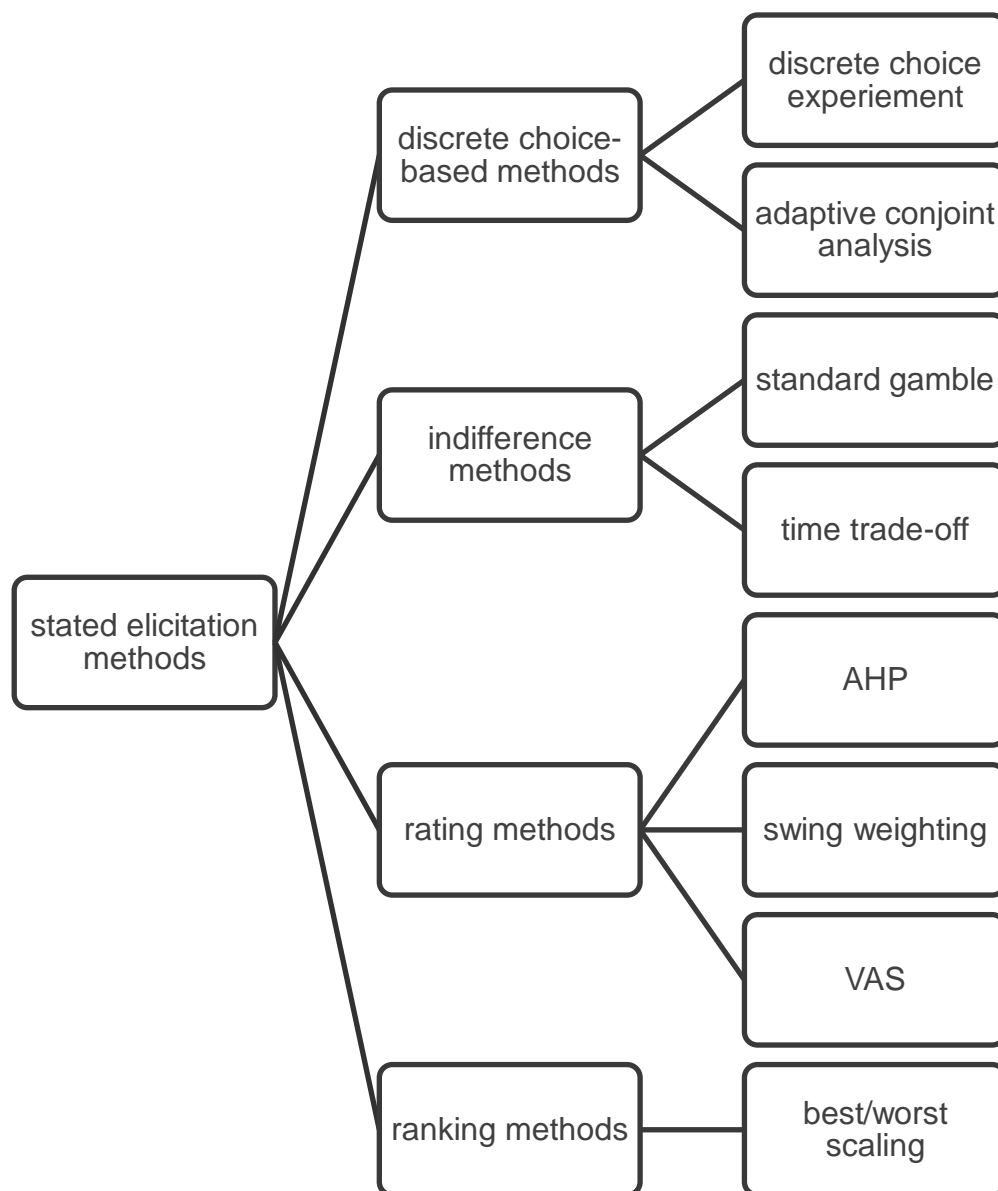 discrete choice
experiement
discrete choice-
based methods
adaptive conjoint
analysis
standard gamble
indifference
methods
time trade-off
stated elicitation
methods
AHP
rating methods
swing weighting
VAS
ranking methods
best/worst
scaling